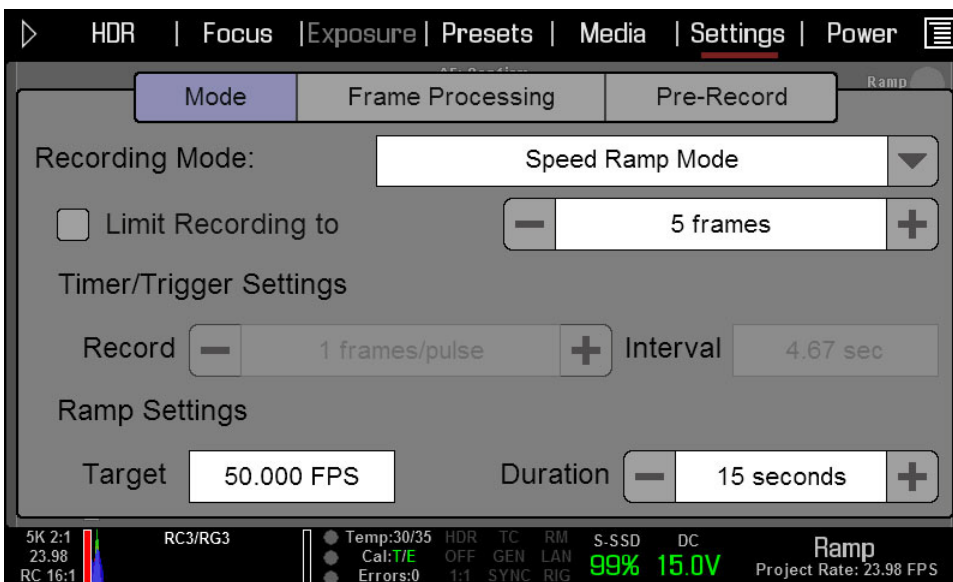 HDR | Focus | Exposure | Presets | Media | Settings | Power
Ramp
Mode Frame Processing Pre-Record
Recording Mode: Speed Ramp Mode
Limit Recording to 5 frames
Timer/Trigger Settings
Record 1 frames/pulse Interval 4.67 sec
Ramp Settings
Target 50.000 FPS Duration 15 seconds
5K 2:1 RC3/RG3 Temp:30/35 HDR TC RM S-SSD DC Ramp
23.98 Cal:T/E OFF GEN LAN 99% 15.0V Project Rate: 23.98 FPS
RC 16:1 Errors:0 1:1 SYNC RIG